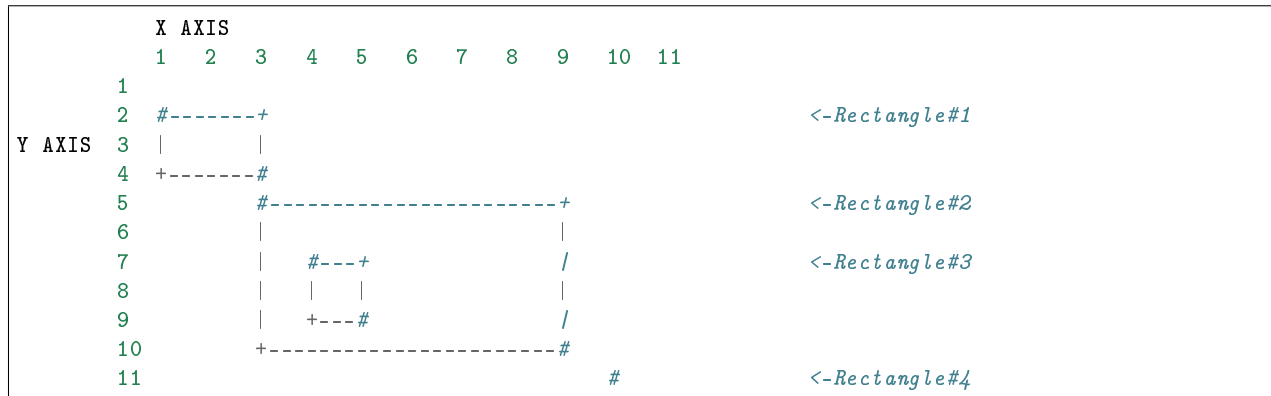 X AXIS
1 2 3 4 5 6 7 8 9 10 11
1
2 #-------+ <-Rectangle#1
Y AXIS 3 | |
4 +-------#
5 #-----------------------+ <-Rectangle#2
6 | |
7 | #---+ / <-Rectangle#3
8 | | | |
9 | +---# /
10 +-----------------------#
11 # <-Rectangle#4